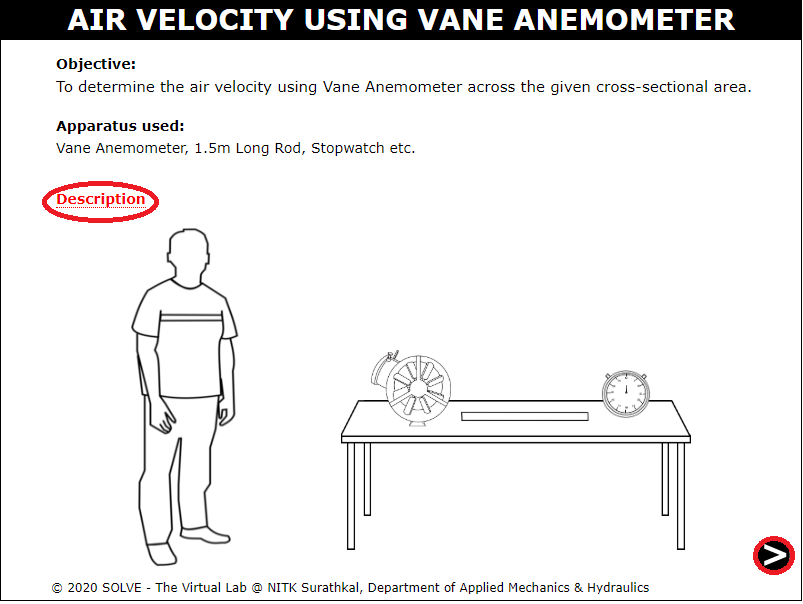 AIR VELOCITY USING VANE ANEMOMETER
Objective:
To determine the air velocity using Vane Anemometer across the given cross-sectional area.
Apparatus used:
Vane Anemometer, 1.5m Long Rod, Stopwatch etc.
Description
>
© 2020 SOLVE - The Virtual Lab @ NITK Surathkal, Department of Applied Mechanics & Hydraulics